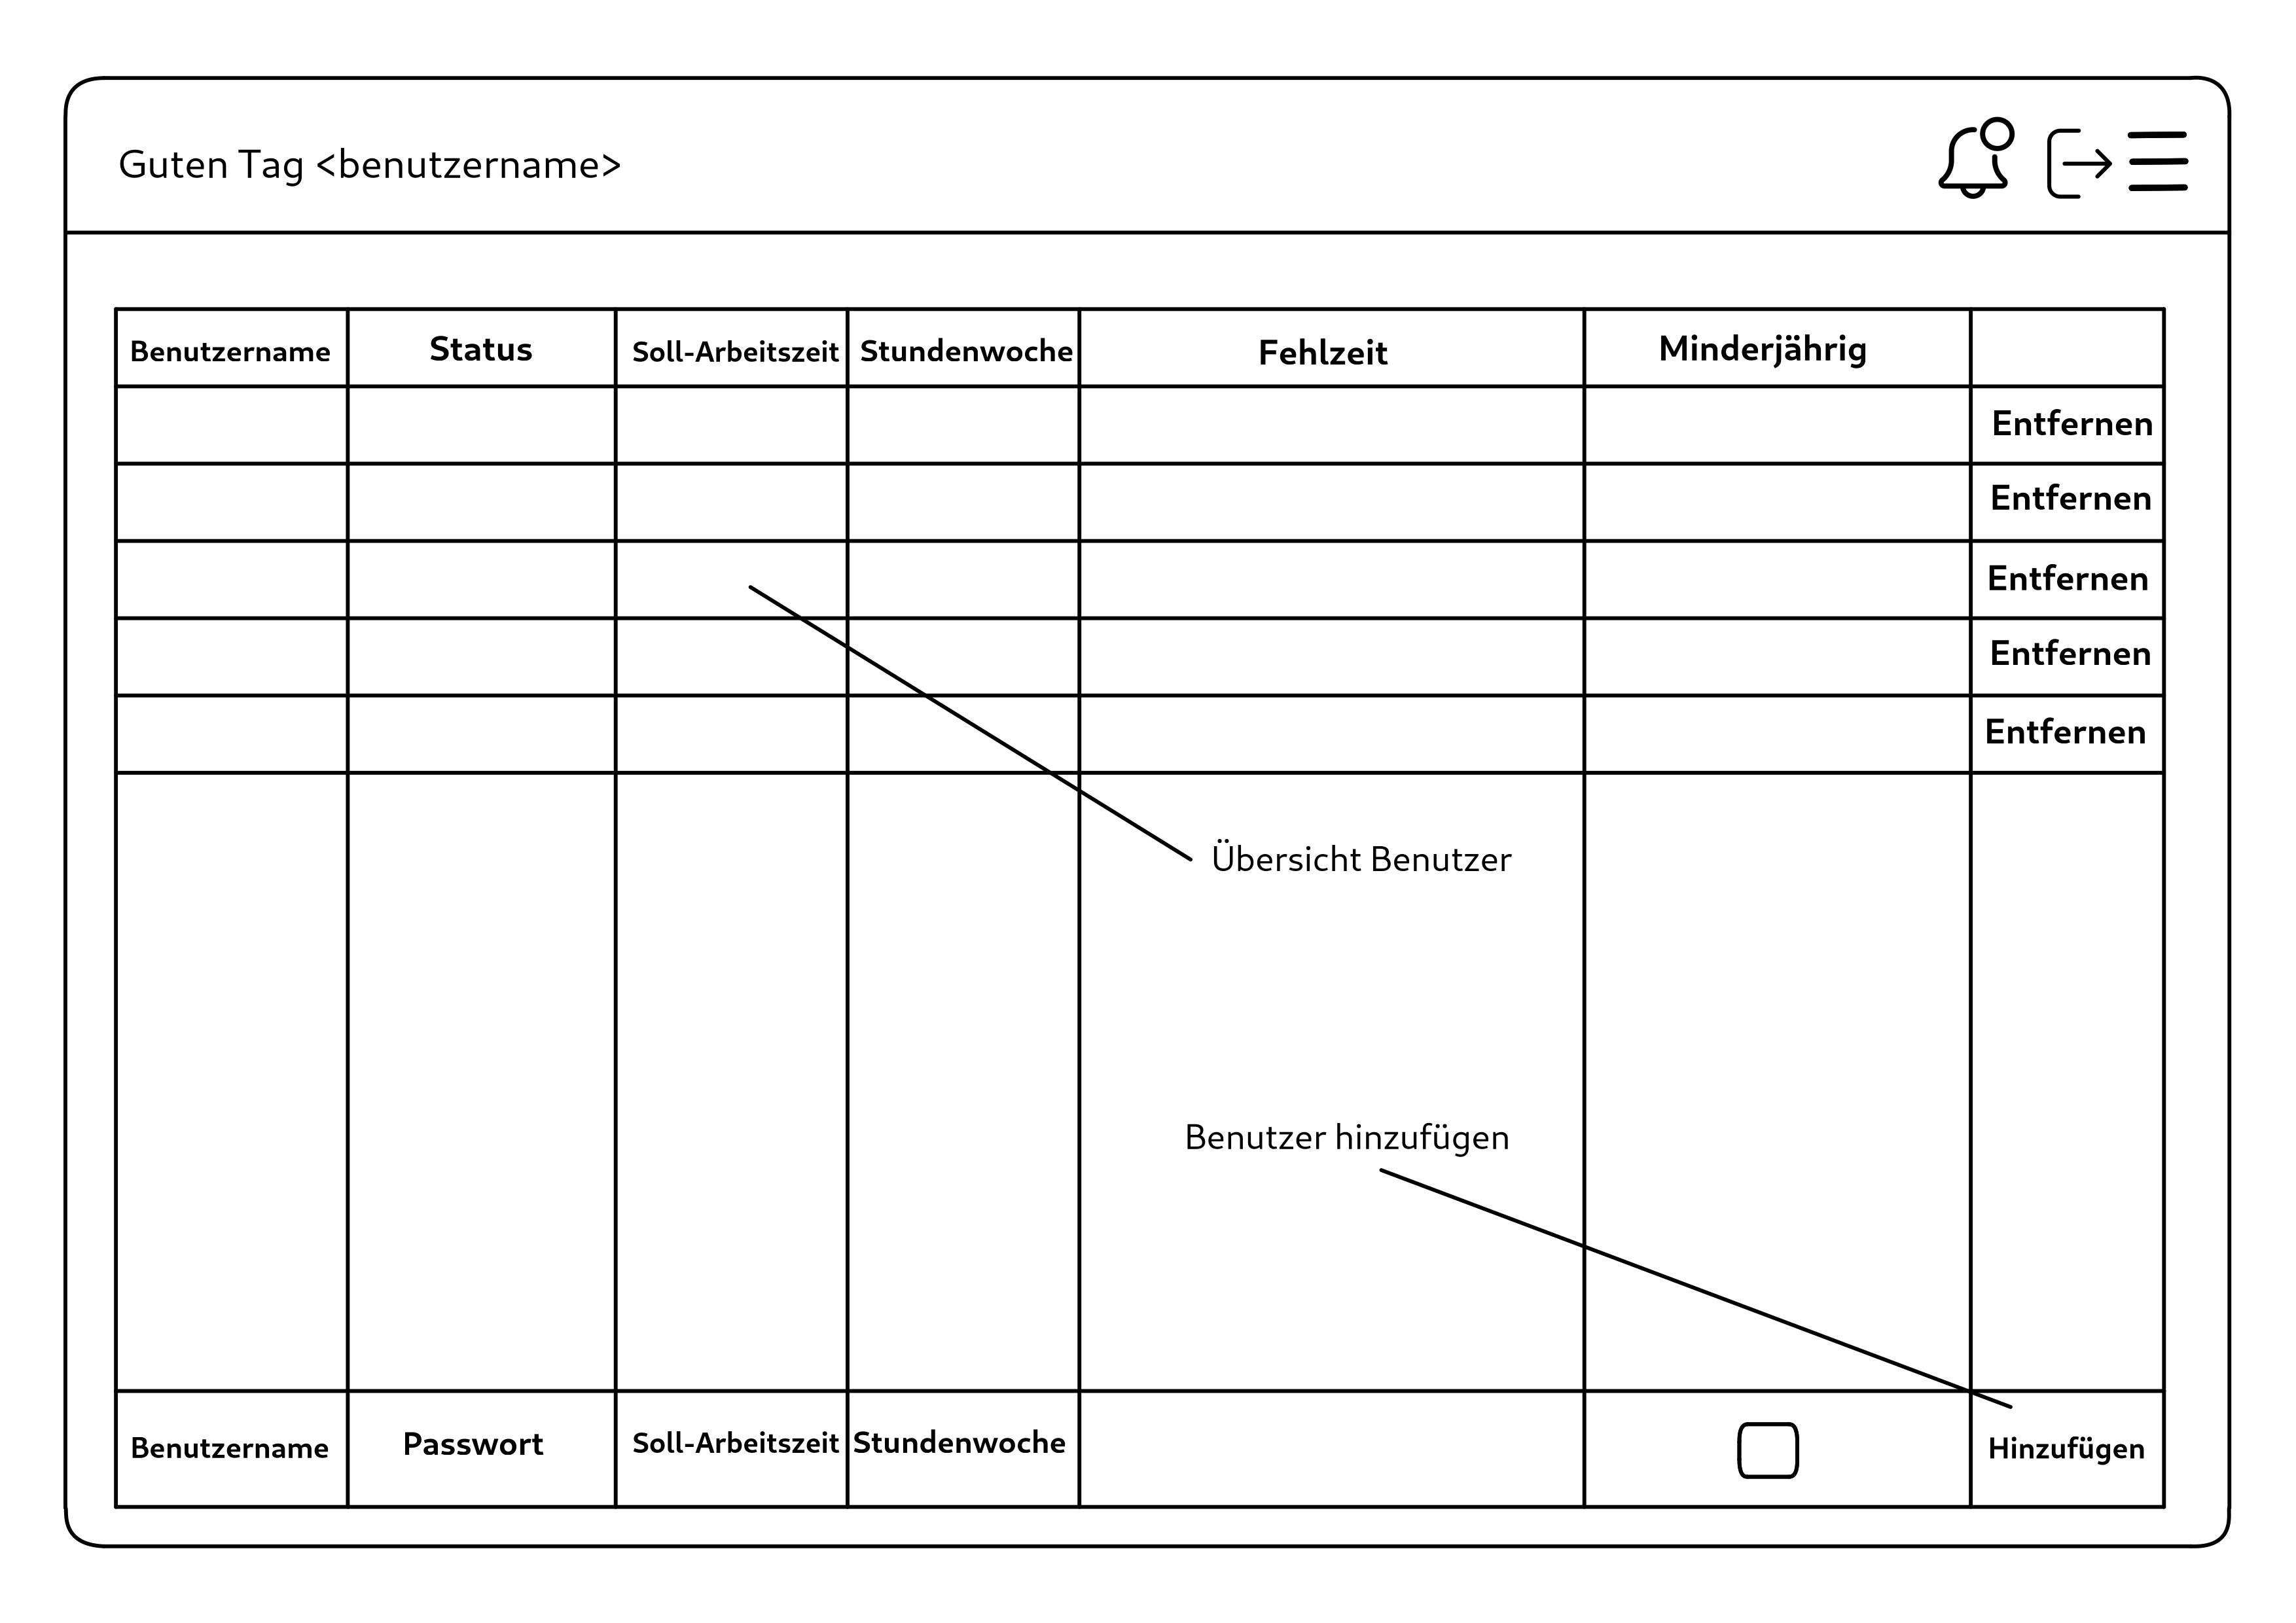 Guten Tag <benutzername>
Benutzername Status Soll-Arbeitszeit Stundenwoche Fehlzeit Minderjährig
Entfernen
Entfernen
Entfernen
Entfernen
Entfernen
Übersicht Benutzer
Benutzer hinzufügen
Benutzername Passwort Soll-Arbeitszeit Stundenwoche Hinzufügen